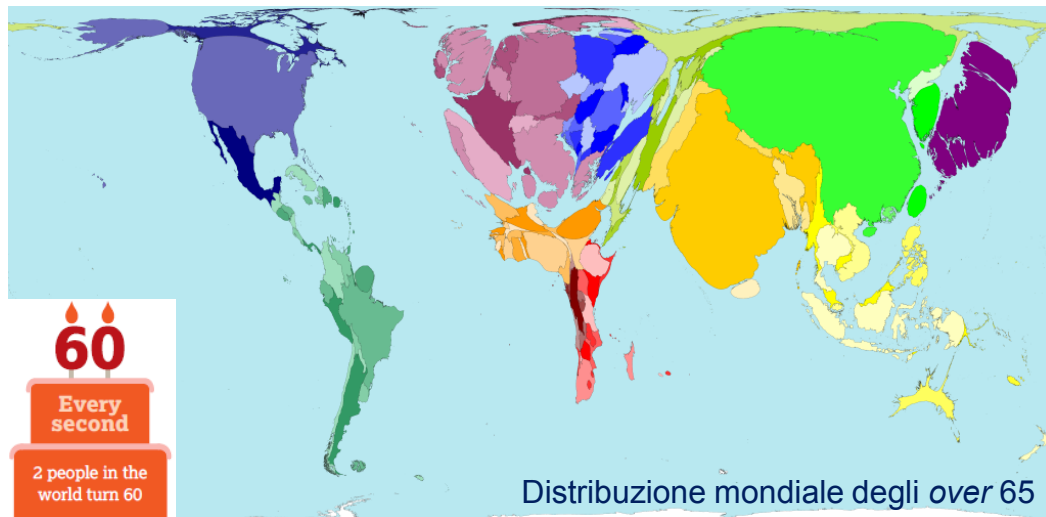 60
Every
second
2 people in the
world turn 60
Distribuzione mondiale degli over 65